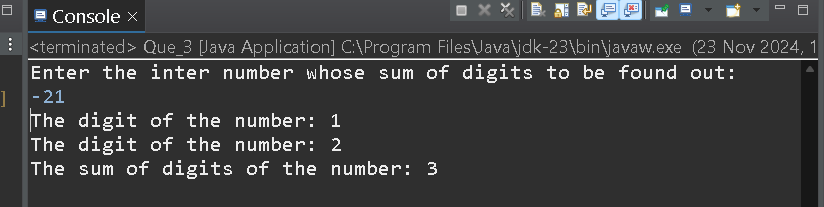 Console
<terminated> Que_3 [Java Application] C:\Program Files\Java\jdk-23\bin\javaw.exe (23 Nov 2024, 1
Enter the inter number whose sum of digits to be found out:
-21
The digit of the number: 1
The digit of the number: 2
The sum of digits of the number: 3